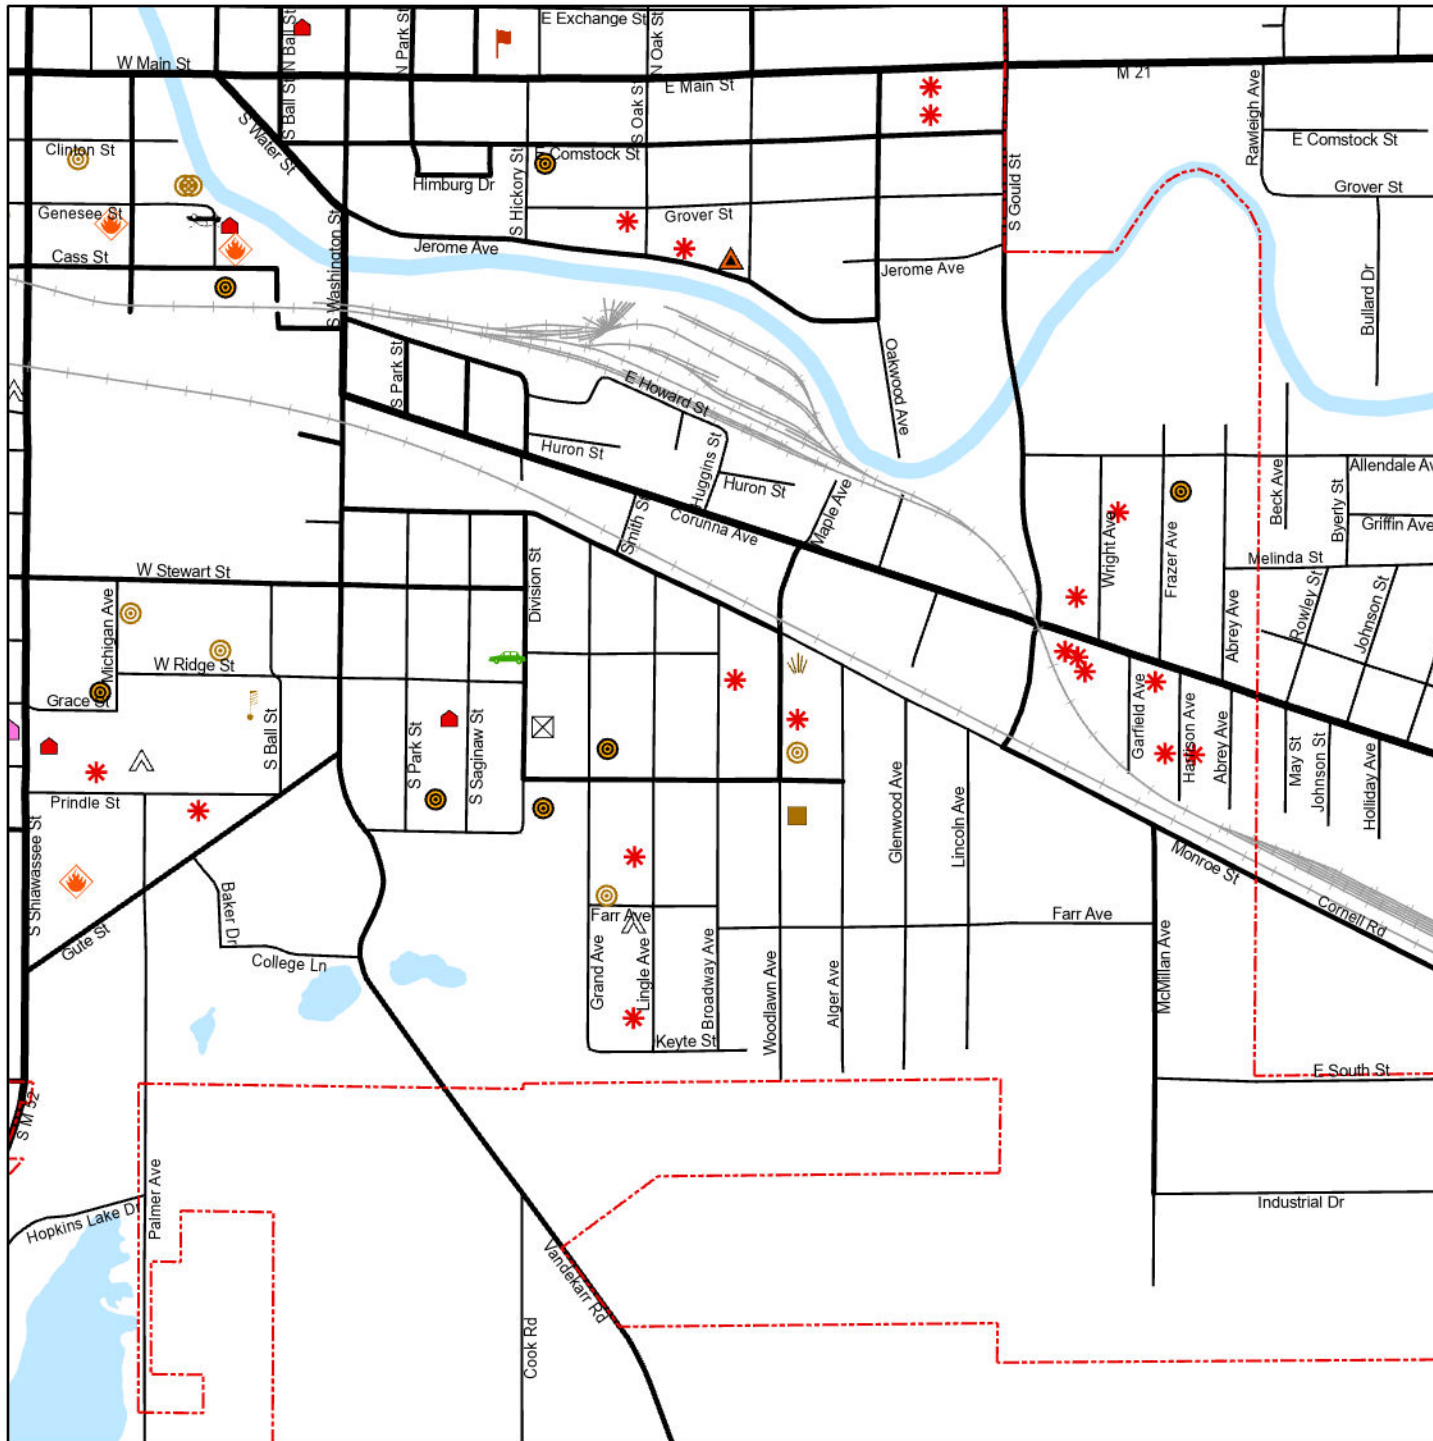 E Exchange St
N Ball St
N Park St
N Oak St
W Main St
M 21
E Main St
S Ball St
S Water St
S Oak St
Rawleigh Ave
E Comstock St
Clinton St
E Comstock St
Himburg Dr
S Hickory St
S Gould St
Grover St
Genesee St
Grover St
S Washington St
Jerome Ave
Cass St
Jerome Ave
Bullard Dr
S Park St
E Howard St
Oakwood Ave
Huron St
Huggins St
Huron St
Allendale Av
Beck Ave
Byerly St
Maple Ave
Smith St
Corunna Ave
Griffin Ave
Wright Ave
Frazer Ave
Melinda St
W Stewart St
Division St
Michigan Ave
Abrey Ave
Rowley St
Johnson St
W Ridge St
Grace St
S Ball St
S Park St
S Saginaw St
Garfield Ave
Harrison Ave
Abrey Ave
May St
Johnson St
Holliday Ave
Prindle St
Glenwood Ave
Lincoln Ave
S Shiawassee St
Monroe St
Baker Dr
Gute St
Farr Ave
Farr Ave
Cornell Rd
College Ln
Grand Ave
Lingle Ave
Broadway Ave
Woodlawn Ave
Alger Ave
McMillan Ave
Keyte St
E South St
S M 52
Palmer Ave
Hopkins Lake Dr
Industrial Dr
Vandekarr Rd
Cook Rd